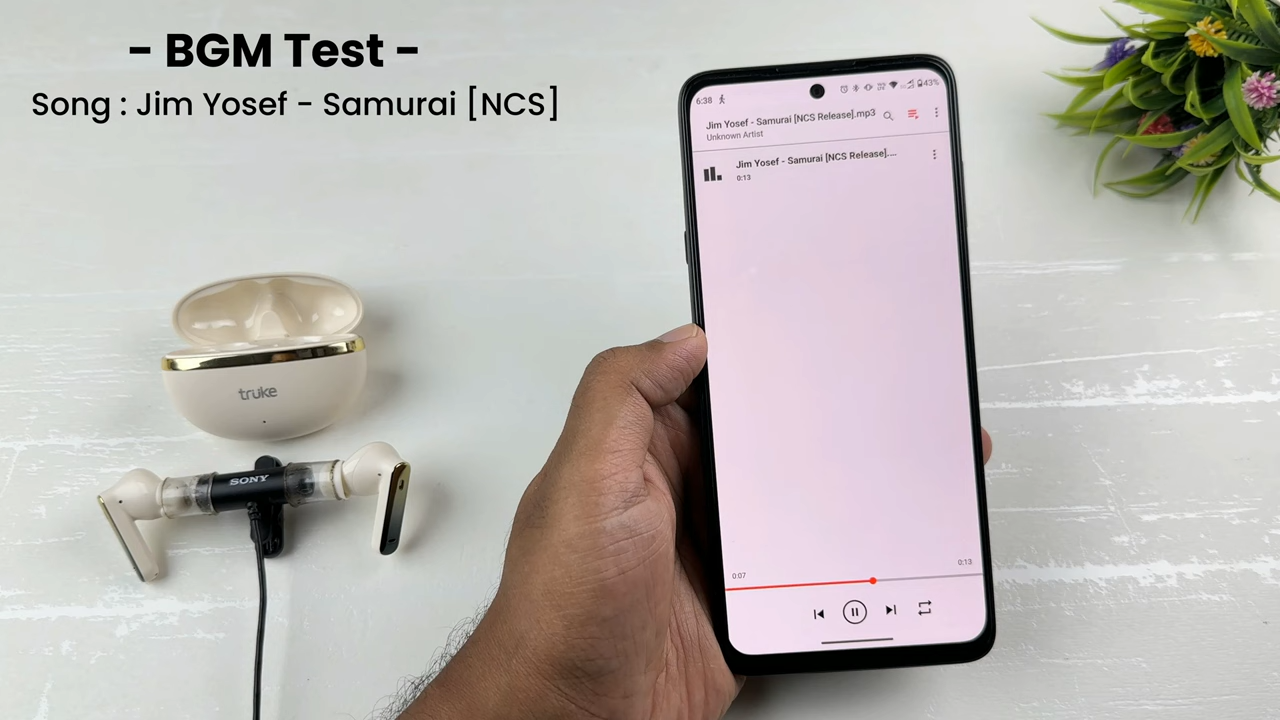 - BGM Test -
Song : Jim Yosef - Samurai [NCS]
6:38
43%
Jim Yosef - Samurai [NCS Release].mp3
Unknown Artist
Jim Yosef - Samurai [NCS Release]....
0:13
truke
SONY
0:07
0:13